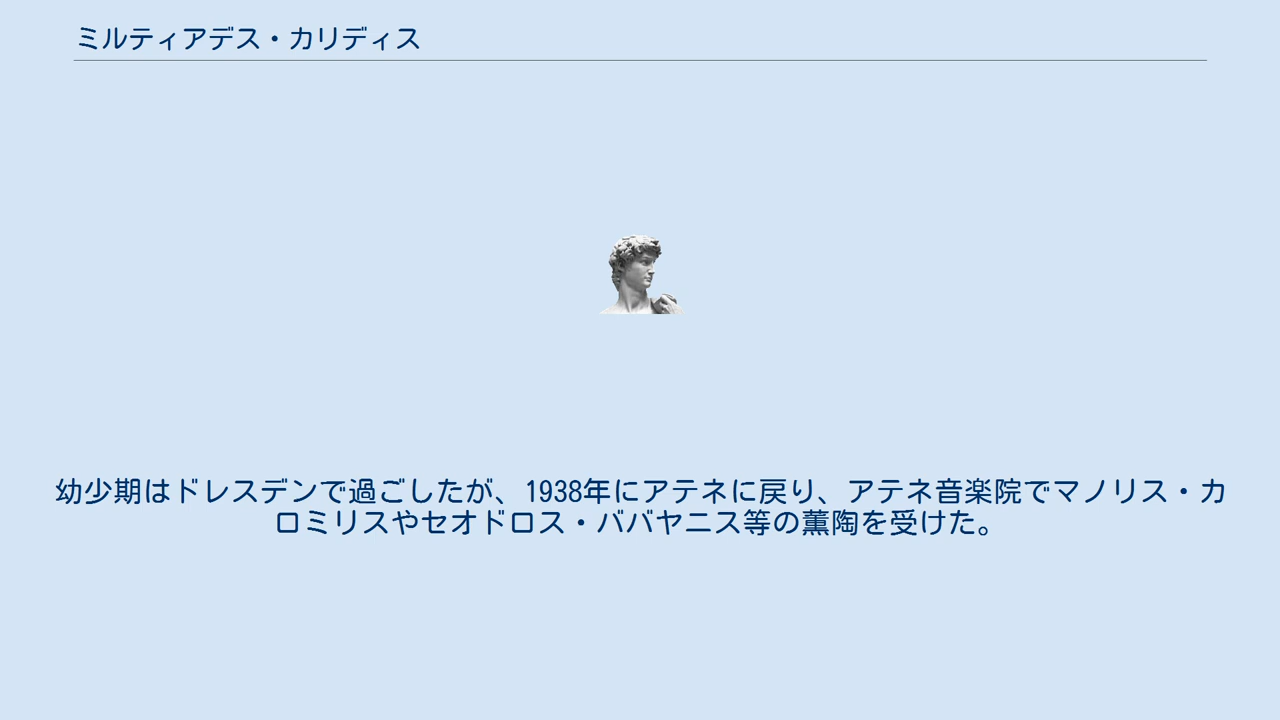 ミルティアデス・カリディス
幼少期はドレスデンで過ごしたが、1938年にアテネに戻り、アテネ音楽院でマノリス・カ
ロミリスやセオドロス・ババヤニス等の薫陶を受けた。